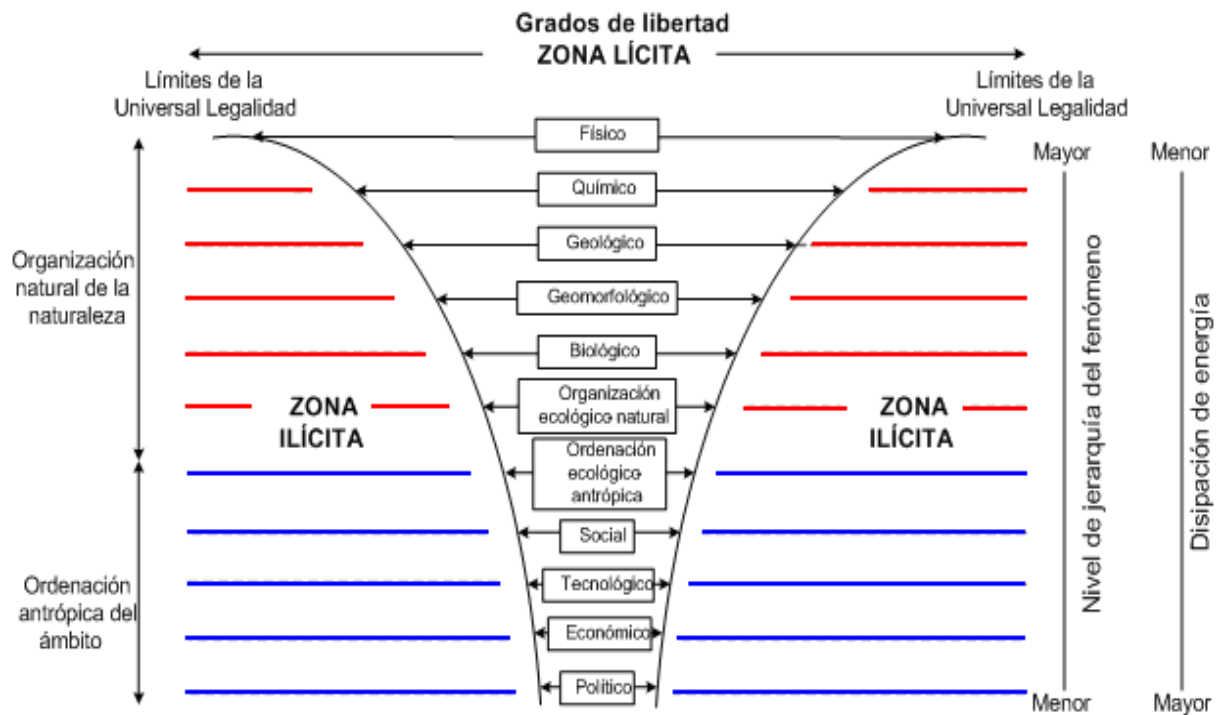 Grados de libertad
ZONA LÍCITA
Límites de la
Universal Legalidad
Límites de la
Universal Legalidad
Físico
Mayor
Menor
Químico
Geológico
Organización
natural de la
naturaleza
Geomorfológico
Biológico
Organización
ecológico natural
ZONA
ILÍCITA
ZONA
ILÍCITA
Ordenación
ecológico
antrópica
Social
Tecnológico
Ordenación
antrópica del
ámbito
Económico
Político
Nivel de jerarquía del fenómeno
Disipación de energía
Menor
Mayor